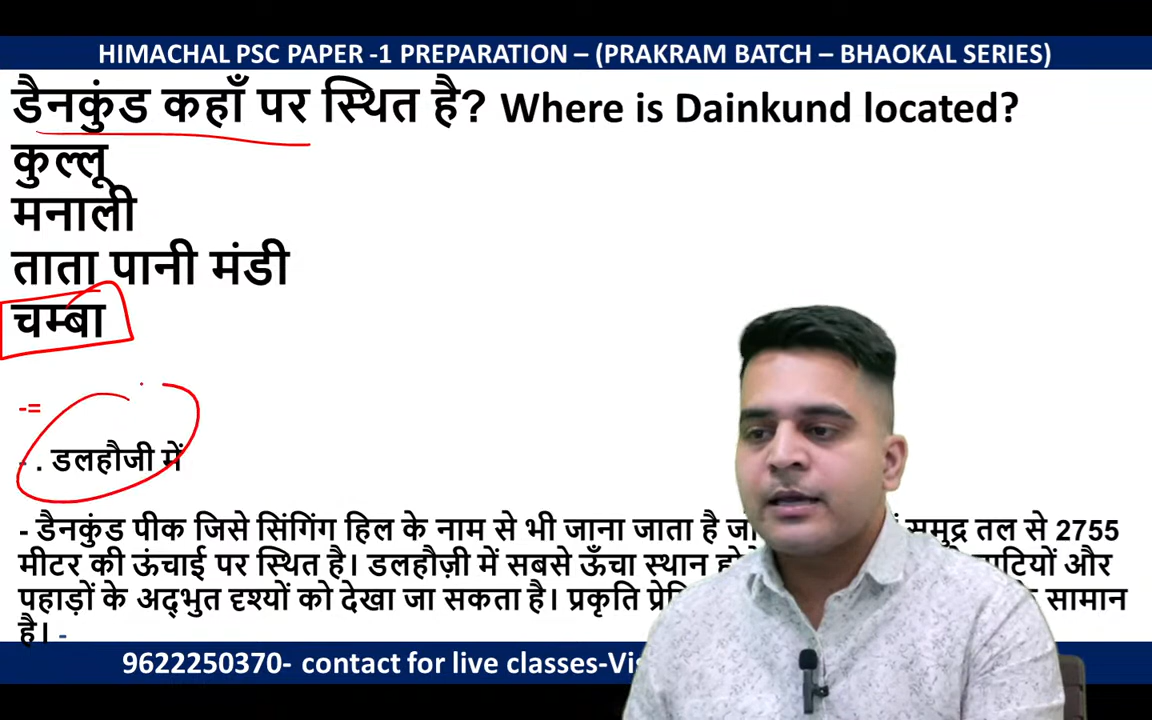 HIMACHAL PSC PAPER -1 PREPARATION – (PRAKRAM BATCH – BHAOKAL SERIES)
डैनकुंड कहाँ पर स्थित है? Where is Dainkund located?
कुल्लू
मनाली
ताता पानी मंडी
चम्बा
-=
- . डलहौजी में
- डैनकुंड पीक जिसे सिंगिंग हिल के नाम से भी जाना जाता है समुद्र तल से 2755
मीटर की ऊंचाई पर स्थित है। डलहौज़ी में सबसे ऊँचा स्थान और
पहाड़ों के अद्भुत दृश्यों को देखा जा सकता है। प्रकृति सामान
है। -
9622250370- contact for live classes-